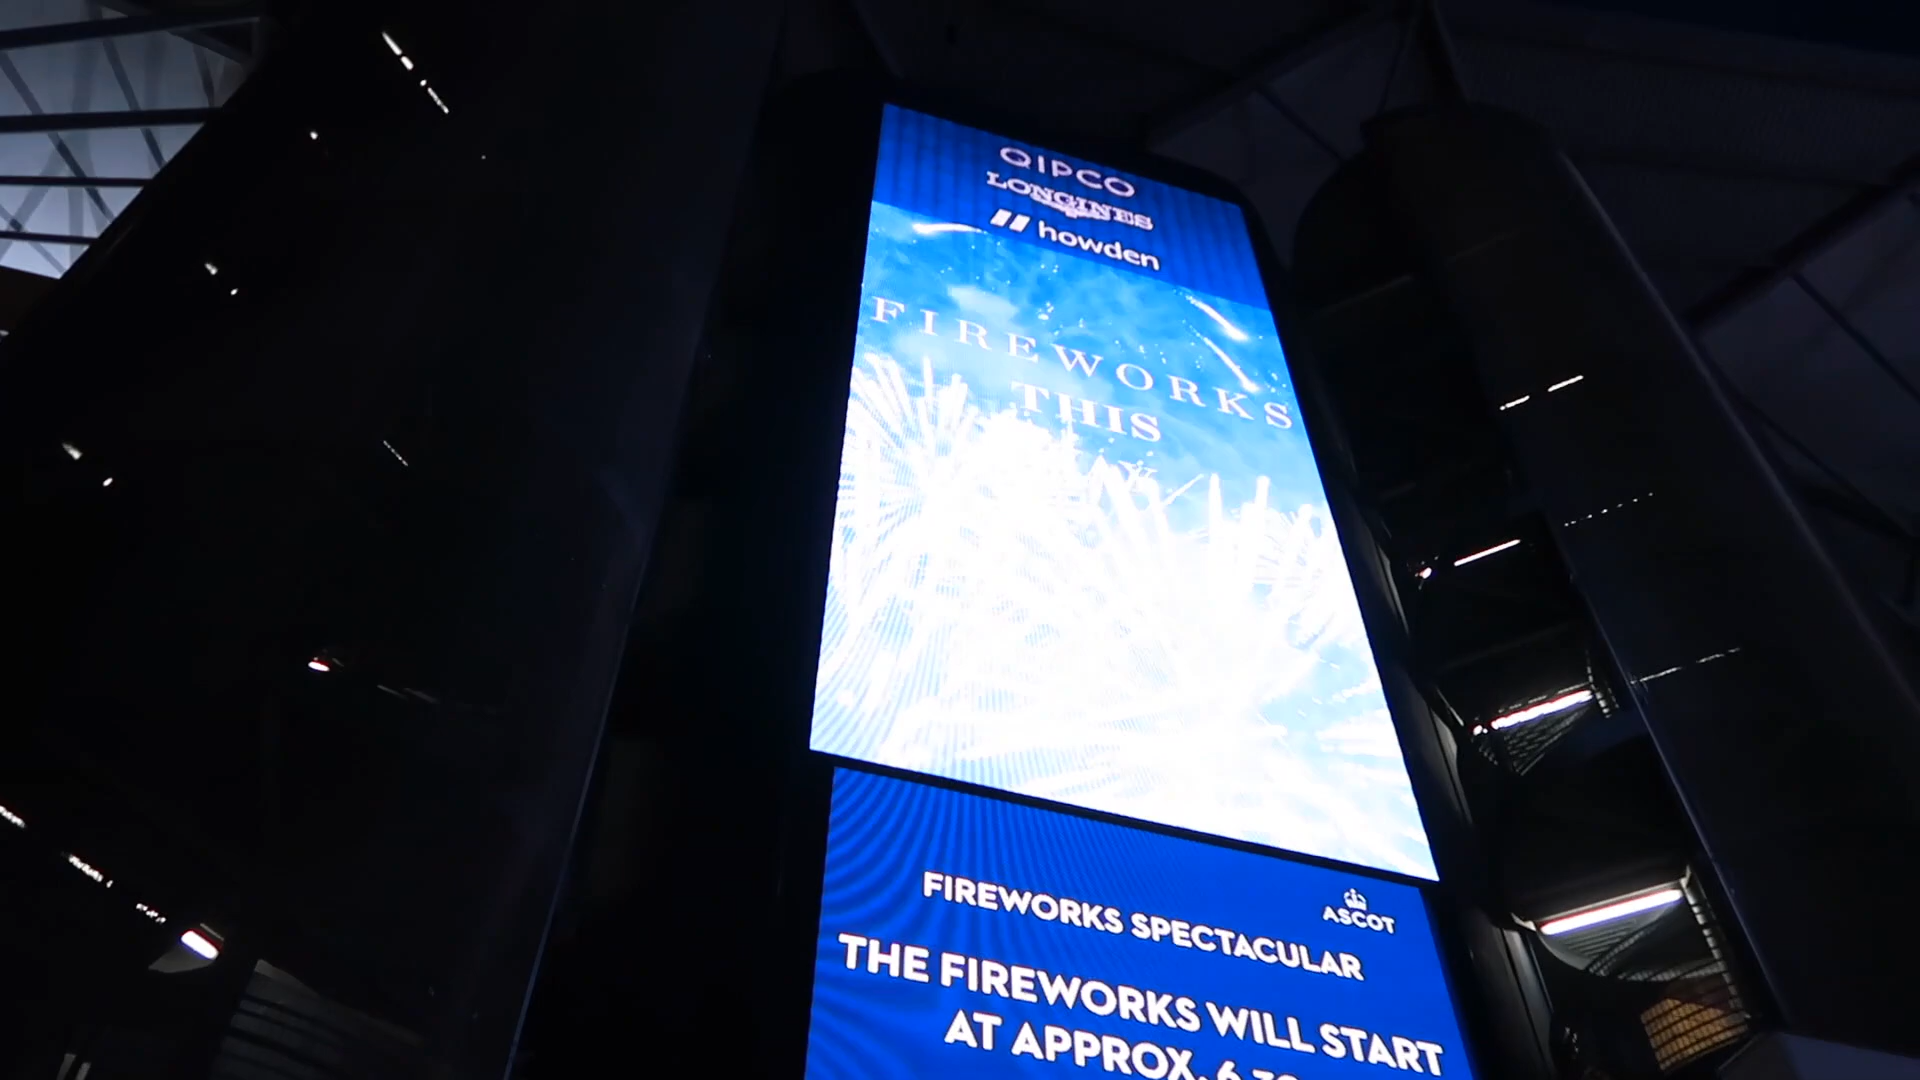 QIPCO
LONGINES
howden
FIREWORKS
THIS
FIREWORKS SPECTACULAR
ASCOT
THE FIREWORKS WILL START
AT APPROX.